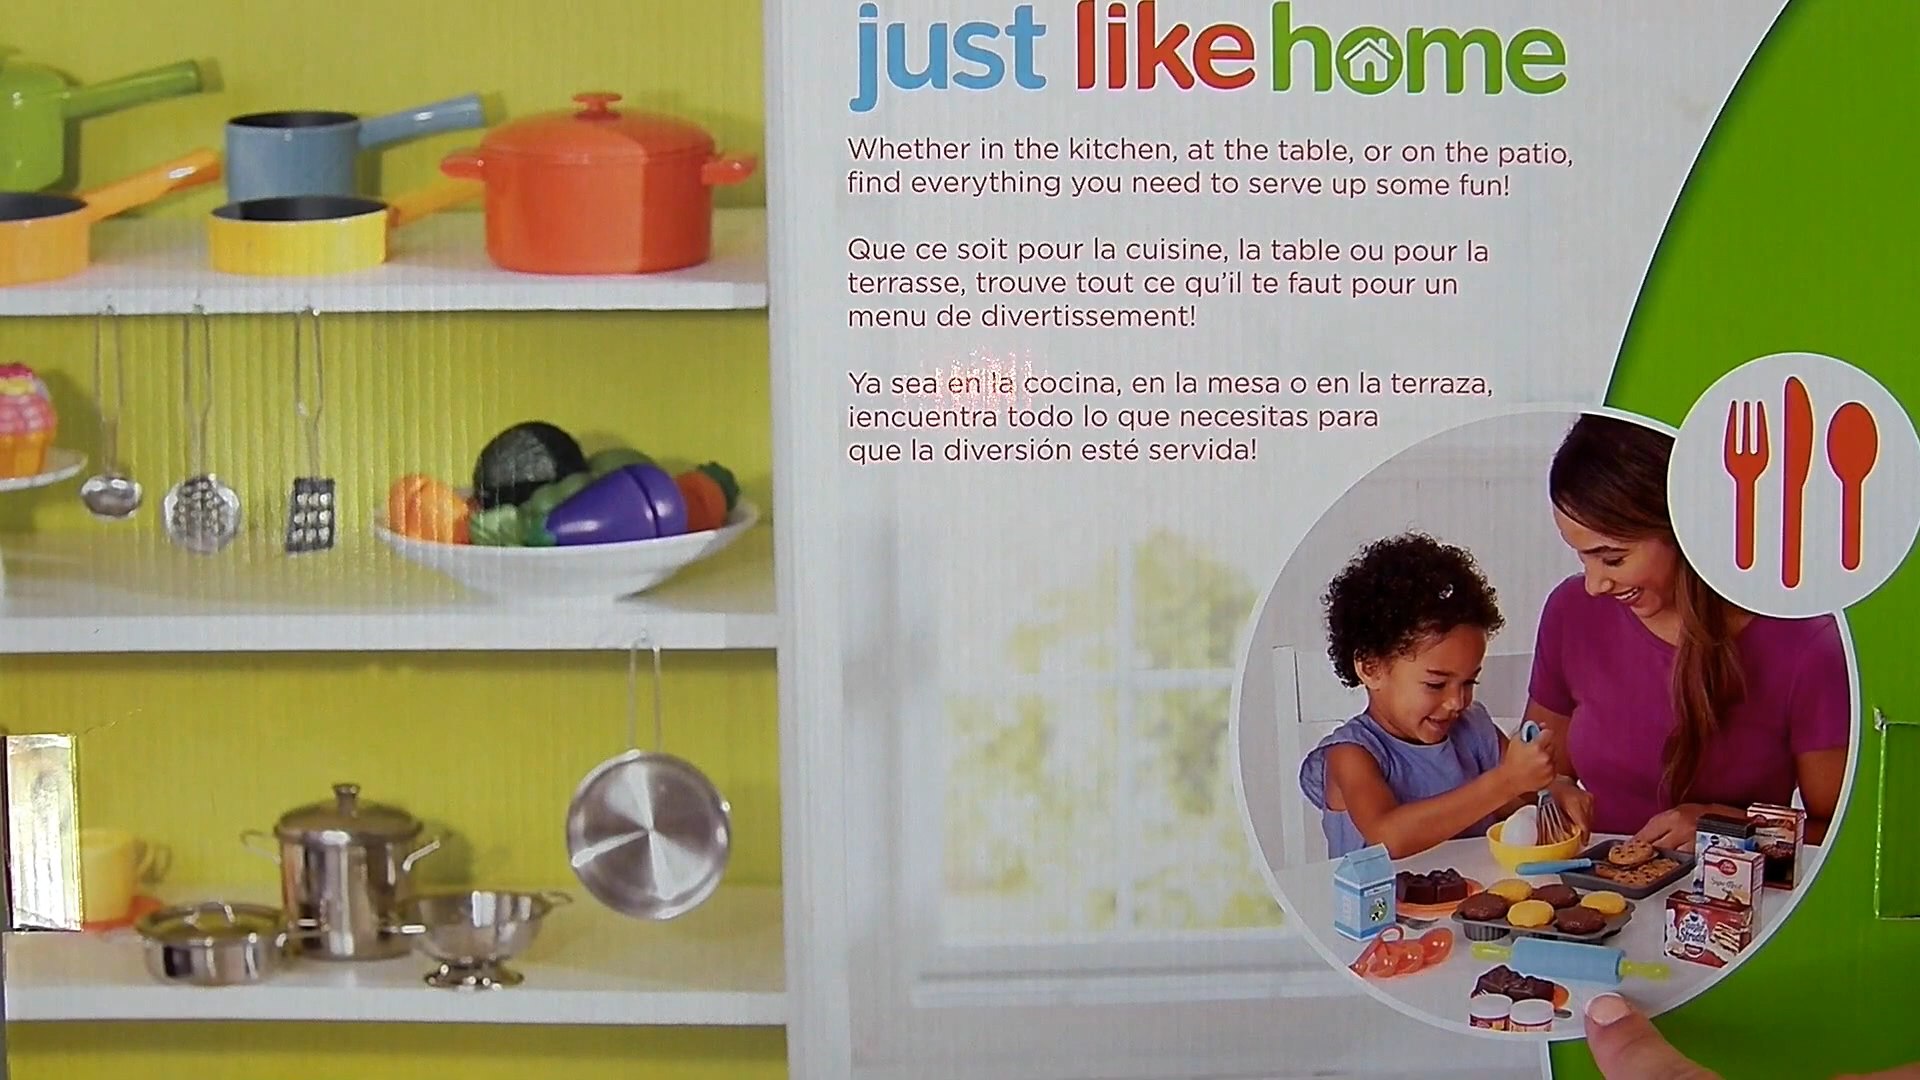 just like home
Whether in the kitchen, at the table, or on the patio,
find everything you need to serve up some fun!
Que ce soit pour la cuisine, la table ou pour la
terrasse, trouve tout ce qu'il te faut pour un
menu de divertissement!
Ya sea en la cocina, en la mesa o en la terraza,
¡encuentra todo lo que necesitas para
que la diversión esté servida!